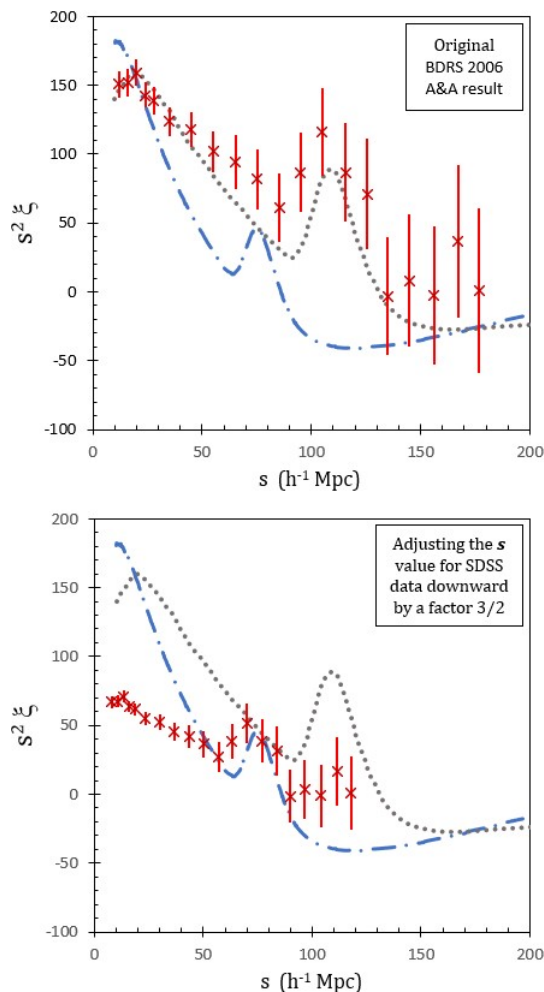 200
Original
BDRS 2006
A&A result
150
100
50
0
-50
-100
s² ξ
0 50 100 150 200
s (h⁻¹ Mpc)
200
Adjusting the s
value for SDSS
data downward
by a factor 3/2
150
100
50
0
-50
-100
s² ξ
0 50 100 150 200
s (h⁻¹ Mpc)